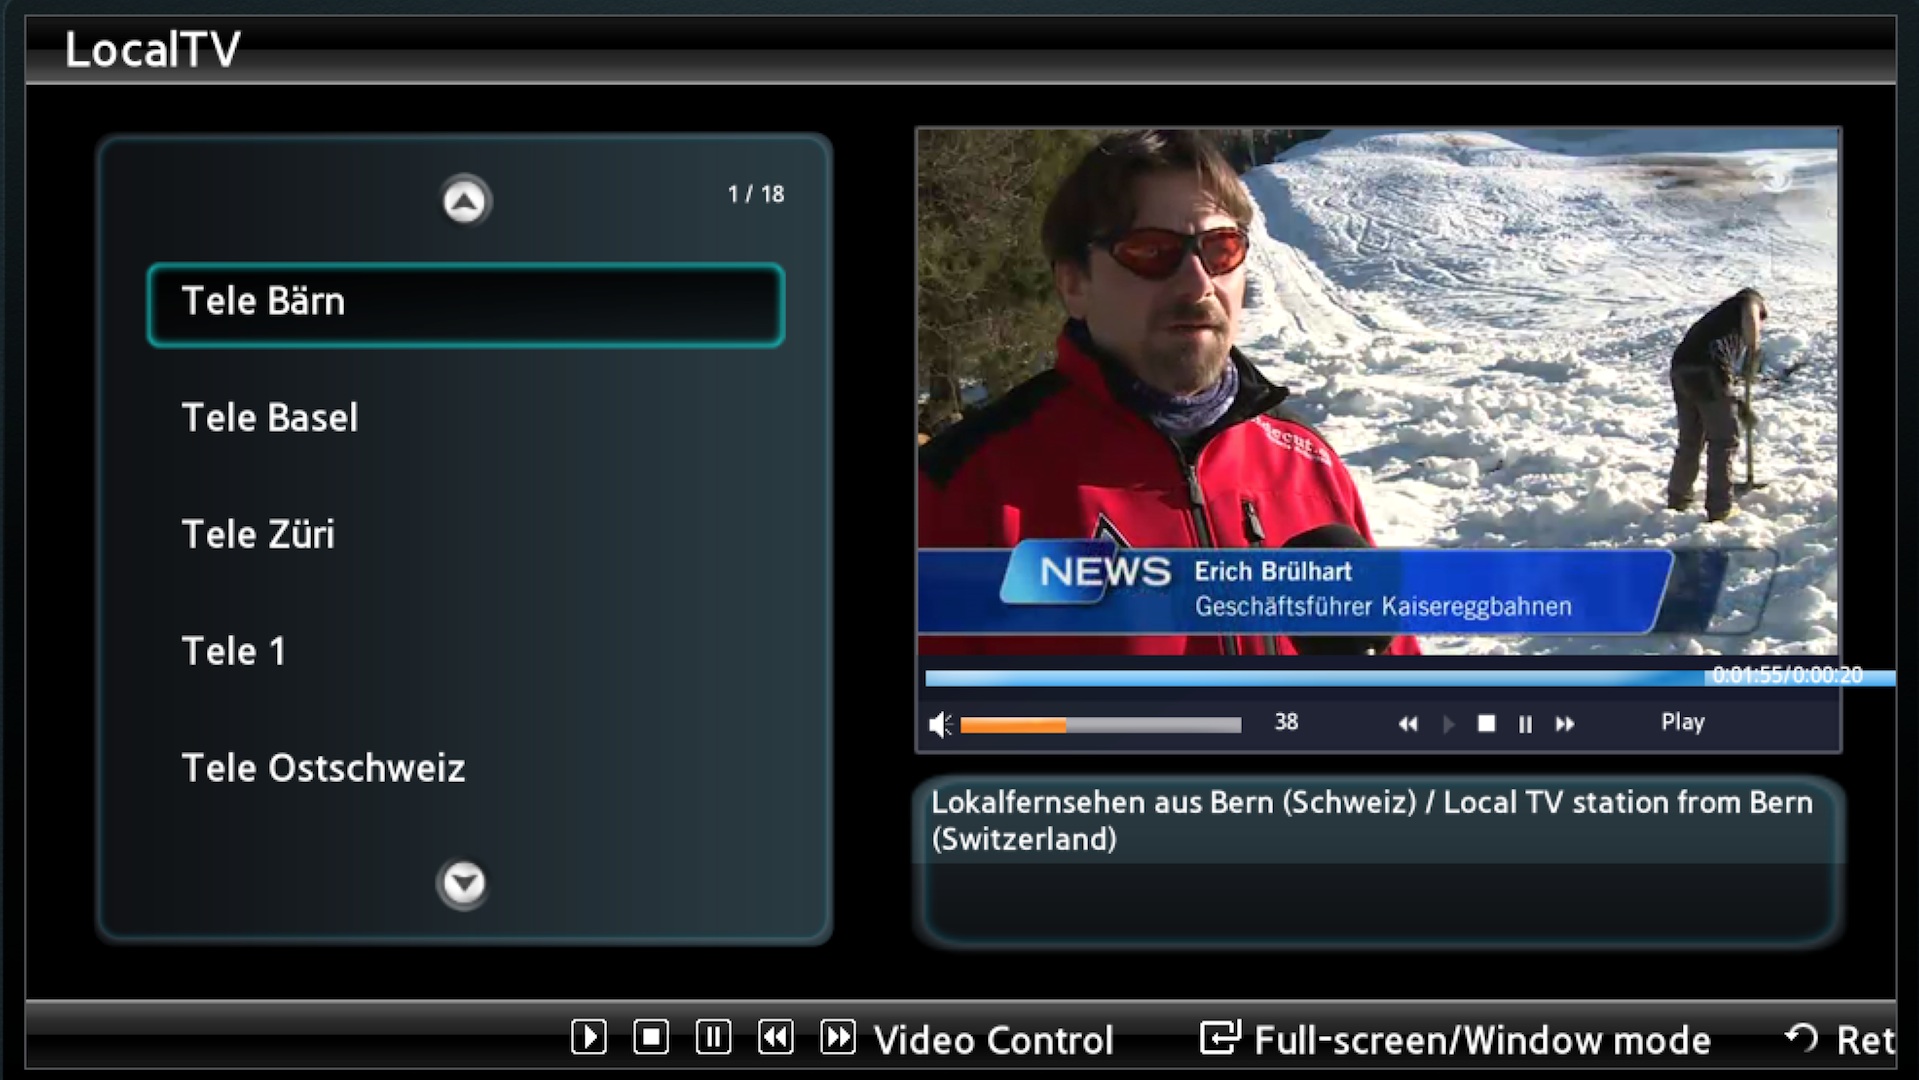 LocalTV
1 / 18
Tele Bärn
Tele Basel
Tele Züri
Tele 1
Tele Ostschweiz
NEWS
Erich Brülhart
Geschäftsführer Kaisereggbahnen
0:01:55/0:00:20
38
Play
Lokalfernsehen aus Bern (Schweiz) / Local TV station from Bern
(Switzerland)
Video Control
Full-screen/Window mode
Ret